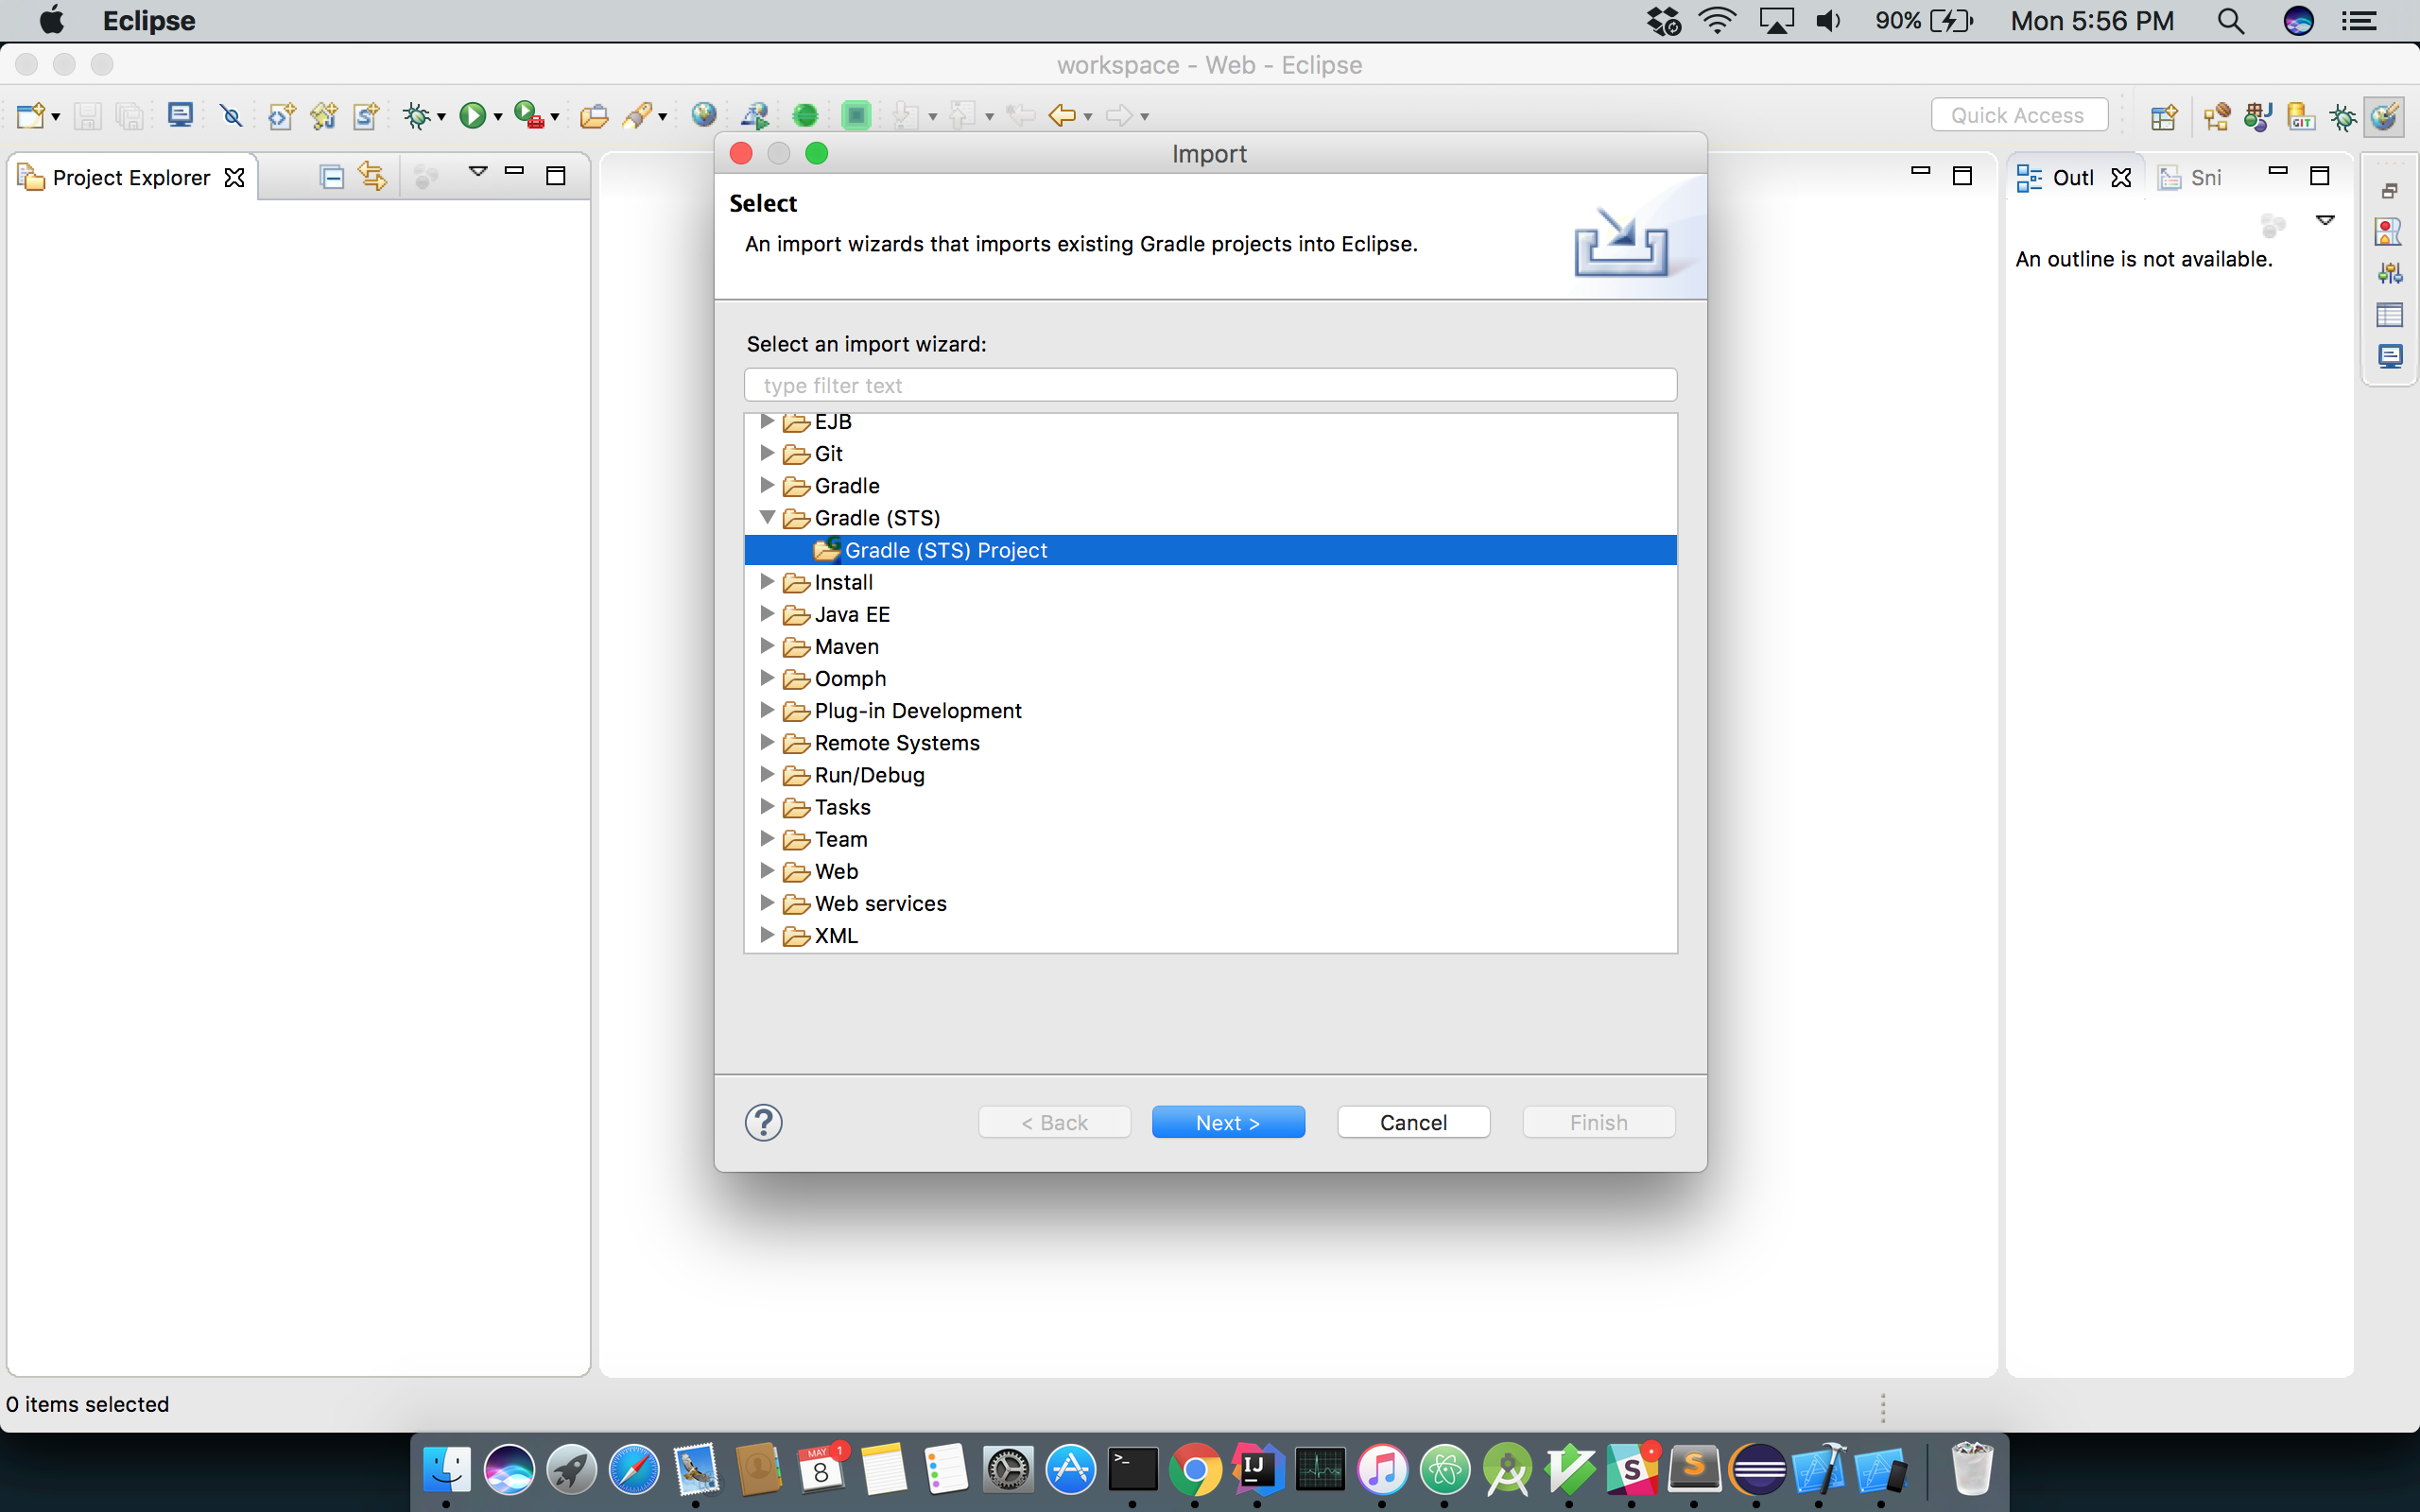 Eclipse
90%
Mon 5:56 PM
workspace - Web - Eclipse
Quick Access
GIT
Project Explorer
Import
Outl
Sni
Select
An import wizards that imports existing Gradle projects into Eclipse.
An outline is not available.
Select an import wizard:
type filter text
EJB
Git
Gradle
Gradle (STS)
Gradle (STS) Project
Install
Java EE
Maven
Oomph
Plug-in Development
Remote Systems
Run/Debug
Tasks
Team
Web
Web services
XML
?
< Back
Next >
Cancel
Finish
0 items selected
MAY
1
8
>_
IJ
S
S